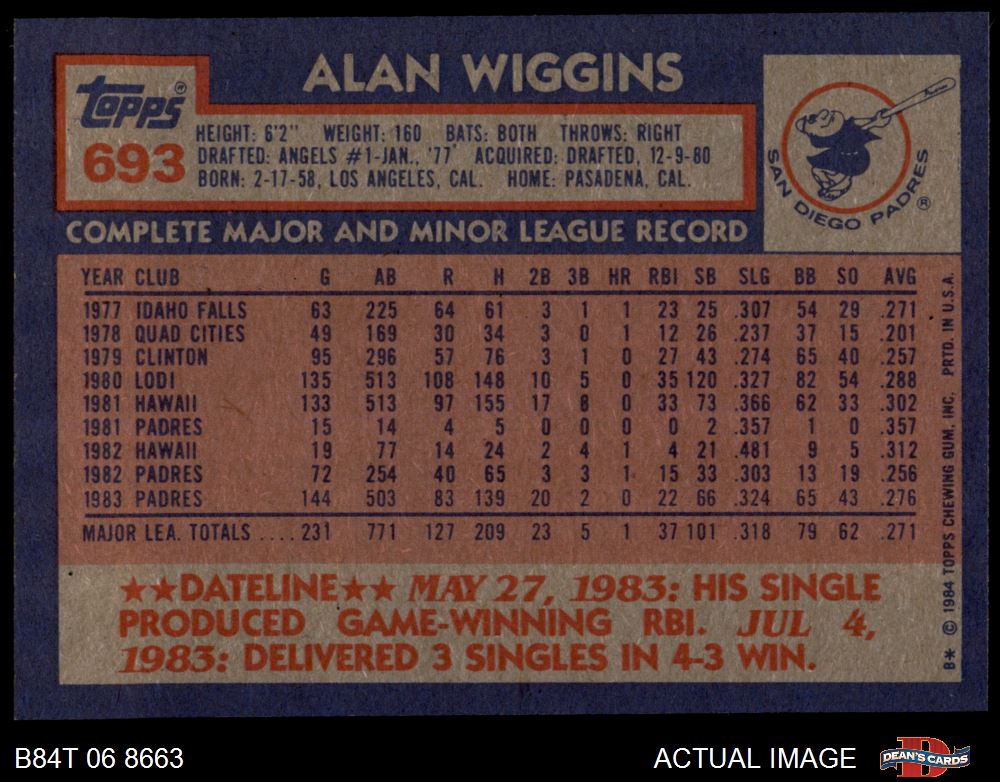 ALAN WIGGINS
Topps®
693
HEIGHT: 6'2" WEIGHT: 160 BATS: BOTH THROWS: RIGHT
DRAFTED: ANGELS #1-JAN., '77 ACQUIRED: DRAFTED, 12-9-80
BORN: 2-17-58, LOS ANGELES, CAL. HOME: PASADENA, CAL.
SAN DIEGO PADRES ®
COMPLETE MAJOR AND MINOR LEAGUE RECORD
YEAR CLUB G AB R H 2B 3B HR RBI SB SLG BB SO AVG
1977 IDAHO FALLS 63 225 64 61 3 1 1 23 25 .307 54 29 .271
1978 QUAD CITIES 49 169 30 34 3 0 1 12 26 .237 37 15 .201
1979 CLINTON 95 296 57 76 3 1 0 27 43 .274 65 40 .257
1980 LODI 135 513 108 148 10 5 0 35 120 .327 82 54 .288
1981 HAWAII 133 513 97 155 17 8 0 33 73 .366 62 33 .302
1981 PADRES 15 14 4 5 0 0 0 0 2 .357 1 0 .357
1982 HAWAII 19 77 14 24 2 4 1 4 21 .481 9 5 .312
1982 PADRES 72 254 40 65 3 3 1 15 33 .303 13 19 .256
1983 PADRES 144 503 83 139 20 2 0 22 66 .324 65 43 .276
MAJOR LEA. TOTALS .... 231 771 127 209 23 5 1 37 101 .318 79 62 .271
★★DATELINE★★ MAY 27, 1983: HIS SINGLE
PRODUCED GAME-WINNING RBI. JUL 4,
1983: DELIVERED 3 SINGLES IN 4-3 WIN.
B* © 1984 TOPPS CHEWING GUM, INC. PRTD. IN U.S.A.
B84T 06 8663
ACTUAL IMAGE
DEAN'S CARDS